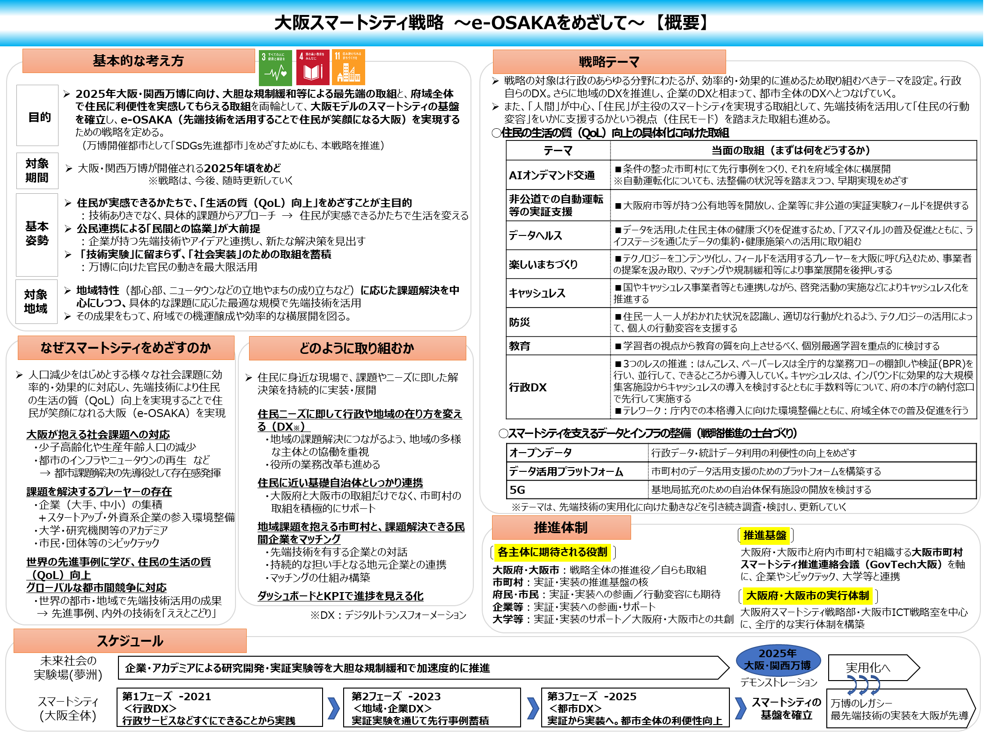 大阪スマートシティ戦略　～e-OSAKAをめざして～【概要】
基本的な考え方
3 すべての人に
健康と福祉を
4 質の高い教育を
みんなに
11 住み続けられる
まちづくりを
目的
➢ 2025年大阪・関西万博に向け、大胆な規制緩和等による最先端の取組と、府域全体
で住民に利便性を実感してもらえる取組を両輪として、大阪モデルのスマートシティの基盤
を確立し、e-OSAKA（先端技術を活用することで住民が笑顔になる大阪）を実現する
ための戦略を定める。
（万博開催都市として「SDGs先進都市」をめざすためにも、本戦略を推進）
対象
期間
➢ 大阪・関西万博が開催される2025年頃をめど
※戦略は、今後、随時更新していく
基本
姿勢
➢ 住民が実感できるかたちで、「生活の質（QoL）向上」をめざすことが主目的
：技術ありきでなく、具体的課題からアプローチ　→　住民が実感できるかたちで生活を変える
➢ 公民連携による「民間との協業」が大前提
：企業が持つ先端技術やアイデアと連携し、新たな解決策を見出す
➢ 「技術実験」に留まらず、「社会実装」のための取組を蓄積
：万博に向けた官民の動きを最大限活用
対象
地域
➢ 地域特性（都心部、ニュータウンなどの立地やまちの成り立ちなど）に応じた課題解決を中
心にしつつ、具体的な課題に応じた最適な規模で先端技術を活用
➢ その成果をもって、府域での機運醸成や効率的な横展開を図る。
なぜスマートシティをめざすのか
➢ 人口減少をはじめとする様々な社会課題に効
率的・効果的に対応し、先端技術により住民
の生活の質（QoL）向上を実現することで住
民が笑顔になれる大阪（e-OSAKA）を実現
大阪が抱える社会課題への対応
・少子高齢化や生産年齢人口の減少
・都市のインフラやニュータウンの再生　など
→ 都市課題解決の先導役として存在感発揮
課題を解決するプレーヤーの存在
・企業（大手、中小）の集積
＋スタートアップ・外資系企業の参入環境整備
・大学・研究機関等のアカデミア
・市民・団体等のシビックテック
世界の先進事例に学び、住民の生活の質
（QoL）向上
グローバルな都市間競争に対応
・世界の都市・地域で先端技術活用の成果
→ 先進事例、内外の技術を「ええとこどり」
どのように取り組むか
➢ 住民に身近な現場で、課題やニーズに即した解
決策を持続的に実装・展開
住民ニーズに即して行政や地域の在り方を変え
る（DX※）
・地域の課題解決につながるよう、地域の多様
な主体との協働を重視
・役所の業務改革も進める
住民に近い基礎自治体としっかり連携
・大阪府と大阪市の取組だけでなく、市町村の
取組を積極的にサポート
地域課題を抱える市町村と、課題解決できる民
間企業をマッチング
・先端技術を有する企業との対話
・持続的な担い手となる地元企業との連携
・マッチングの仕組み構築
ダッシュボードとKPIで進捗を見える化
※DX：デジタルトランスフォーメーション
戦略テーマ
➢ 戦略の対象は行政のあらゆる分野にわたるが、効率的・効果的に進めるため取り組むべきテーマを設定。行政
自らのDX。さらに地域のDXを推進し、企業のDXと相まって、都市全体のDXへとつなげていく。
➢ また、「人間」が中心、「住民」が主役のスマートシティを実現する取組として、先端技術を活用して「住民の行動
変容」をいかに支援するかという視点（住民モード）を踏まえた取組も進める。
○住民の生活の質（QoL）向上の具体化に向けた取組
テーマ　当面の取組（まずは何をどうするか）
AIオンデマンド交通
■条件の整った市町村にて先行事例をつくり、それを府域全体に横展開
※自動運転化についても、法整備の状況等を踏まえつつ、早期実現をめざす
非公道での自動運転
等の実証支援
■大阪府市等が持つ公有地等を開放し、企業等に非公道の実証実験フィールドを提供する
データヘルス
■データを活用した住民主体の健康づくりを促進するため、「アスマイル」の普及促進とともに、ラ
イフステージを通じたデータの集約・健康施策への活用に取り組む
楽しいまちづくり
■テクノロジーをコンテンツ化し、フィールドを活用するプレーヤーを大阪に呼び込むため、事業者
の提案を汲み取り、マッチングや規制緩和等により事業展開を後押しする
キャッシュレス
■国やキャッシュレス事業者等とも連携しながら、啓発活動の実施などによりキャッシュレス化を
推進する
防災
■住民一人一人がおかれた状況を認識し、適切な行動がとれるよう、テクノロジーの活用によっ
て、個人の行動変容を支援する
教育
■学習者の視点から教育の質を向上させるべく、個別最適学習を重点的に検討する
行政DX
■3つのレスの推進：はんこレス、ペーパーレスは全庁的な業務フローの棚卸しや検証(BPR)を
行い、並行して、できるところから導入していく。キャッシュレスは、インバウンドに効果的な大規模
集客施設からキャッシュレスの導入を検討するとともに手数料等について、府の本庁の納付窓口
で先行して実施する
■テレワーク：庁内での本格導入に向けた環境整備とともに、府域全体での普及促進を行う
○スマートシティを支えるデータとインフラの整備（戦略推進の土台づくり）
オープンデータ　行政データ・統計データ利用の利便性の向上をめざす
データ活用プラットフォーム　市町村のデータ活用支援のためのプラットフォームを構築する
5G　基地局拡充のための自治体保有施設の開放を検討する
※テーマは、先端技術の実用化に向けた動きなどを引き続き調査・検討し、更新していく
推進体制
各主体に期待される役割
大阪府・大阪市：戦略全体の推進役／自らも取組
市町村：実証・実装の推進基盤の核
府民・市民：実証・実装への参画／行動変容にも期待
企業等：実証・実装への参画・サポート
大学等：実証・実装のサポート／大阪府・大阪市との共創
推進基盤
大阪府・大阪市と府内市町村で組織する大阪市町村
スマートシティ推進連絡会議（GovTech大阪）を軸
に、企業やシビックテック、大学等と連携
大阪府・大阪市の実行体制
大阪府スマートシティ戦略部・大阪市ICT戦略室を中心
に、全庁的な実行体制を構築
スケジュール
未来社会の
実験場(夢洲)
企業・アカデミアによる研究開発・実証実験等を大胆な規制緩和で加速度的に推進
2025年
大阪・関西万博
デモンストレーション
実用化へ
スマートシティ
(大阪全体)
第1フェーズ　-2021
＜行政DX＞
行政サービスなどすぐにできることから実践
第2フェーズ　-2023
＜地域・企業DX＞
実証実験を通じて先行事例蓄積
第3フェーズ　-2025
＜都市DX＞
実証から実装へ。都市全体の利便性向上
スマートシティの
基盤を確立
万博のレガシー
最先端技術の実装を大阪が先導